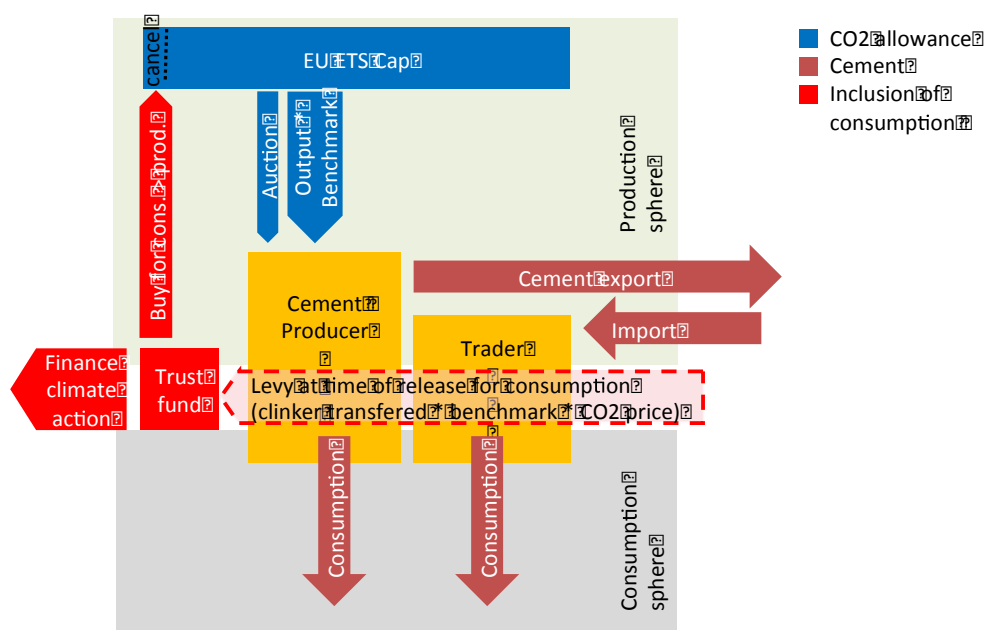 cancel
EU ETS Cap
CO2 allowance
Cement
Inclusion of
consumption
Auction
Output *
Benchmark
Buy for cons. > prod.
Production
sphere
Cement export
Import
Cement
Producer
Trader
Finance
climate
action
Trust
fund
Levy at time of release for consumption
(clinker transfered * benchmark * CO2 price)
Consumption
Consumption
Consumption
sphere